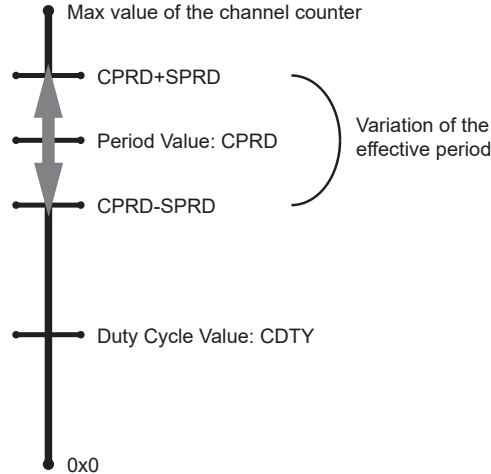 Max value of the channel counter
CPRD+SPRD
Period Value: CPRD
Variation of the
effective period
CPRD-SPRD
Duty Cycle Value: CDTY
0x0